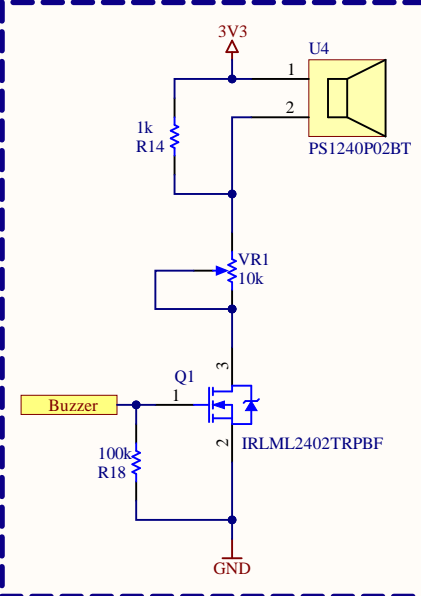 3V3
U4
1
2
1k
R14
PS1240P02BT
VR1
10k
3
Q1
1
Buzzer
2
IRLML2402TRPBF
100k
R18
GND